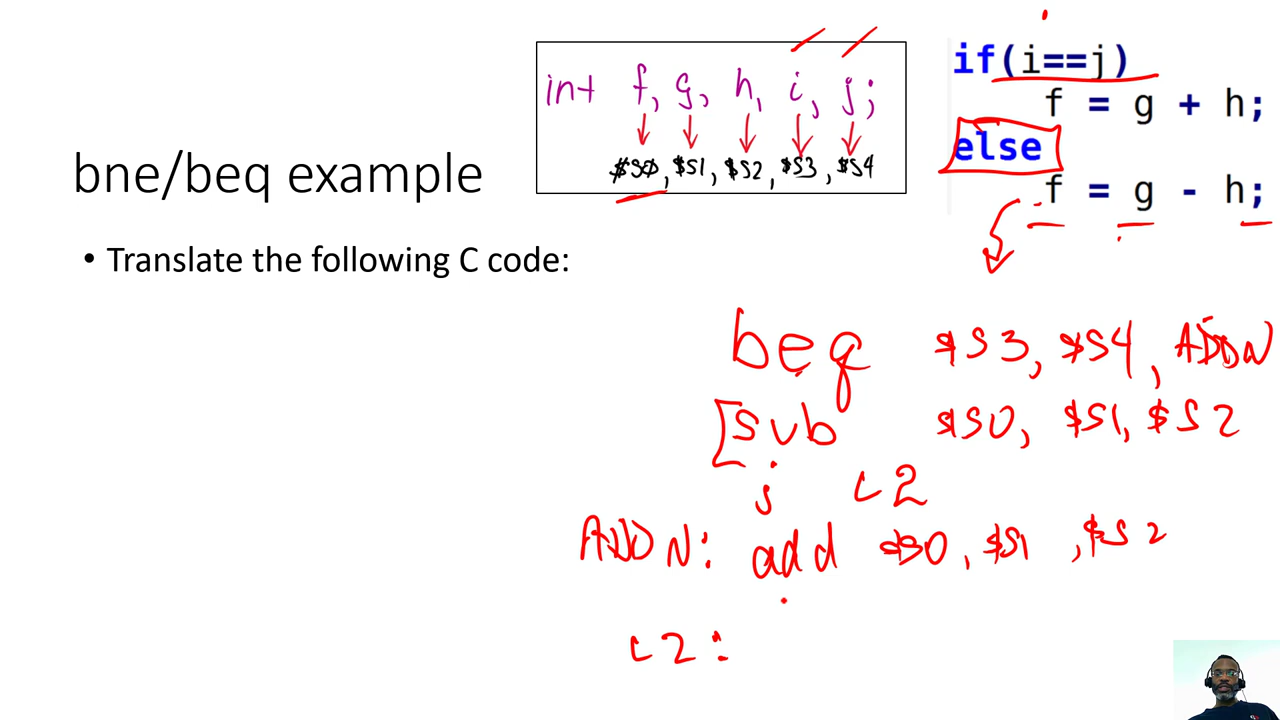 bne/beq example
• Translate the following C code:
int f, g, h, i, j;
$S0, $S1, $S2, $S3, $S4
if(i==j)
f = g + h;
else
f = g - h;
beq $S3, $S4, ADDN
sub $S0, $S1, $S2
j L2
ADDN: add $S0, $S1, $S2
L2: